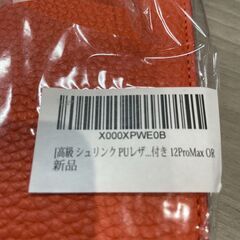 X000XPWE0B
[高級 シュリンク PUレザ...付き 12ProMax OR
新品